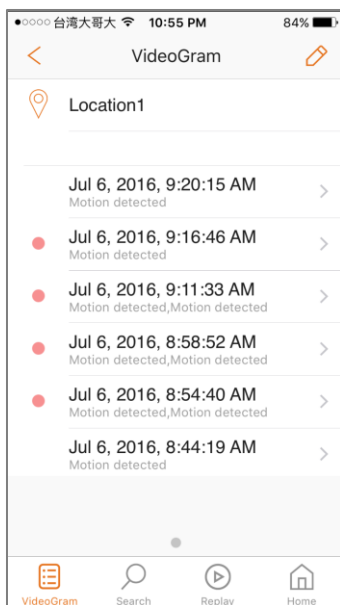 台湾大哥大 10:55 PM 84%
VideoGram
Location1
Jul 6, 2016, 9:20:15 AM
Motion detected
Jul 6, 2016, 9:16:46 AM
Motion detected
Jul 6, 2016, 9:11:33 AM
Motion detected,Motion detected
Jul 6, 2016, 8:58:52 AM
Motion detected,Motion detected
Jul 6, 2016, 8:54:40 AM
Motion detected,Motion detected
Jul 6, 2016, 8:44:19 AM
Motion detected
VideoGram Search Replay Home